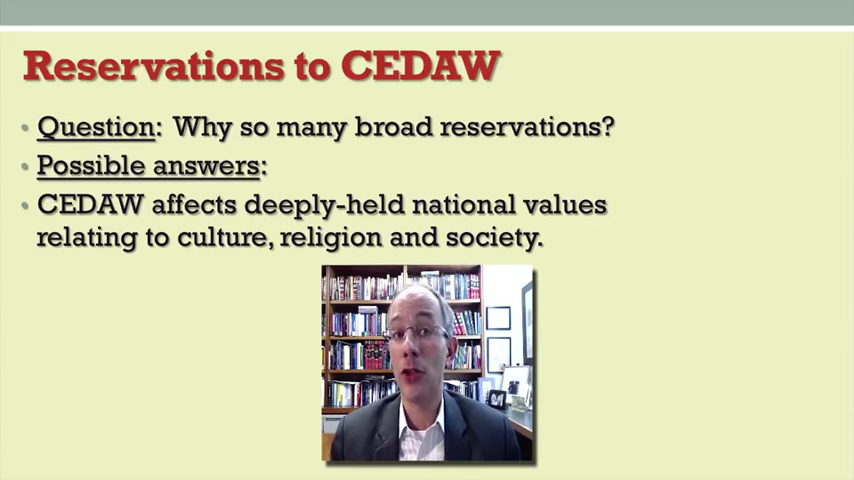 Reservations to CEDAW
• Question: Why so many broad reservations?
• Possible answers:
• CEDAW affects deeply-held national values
relating to culture, religion and society.